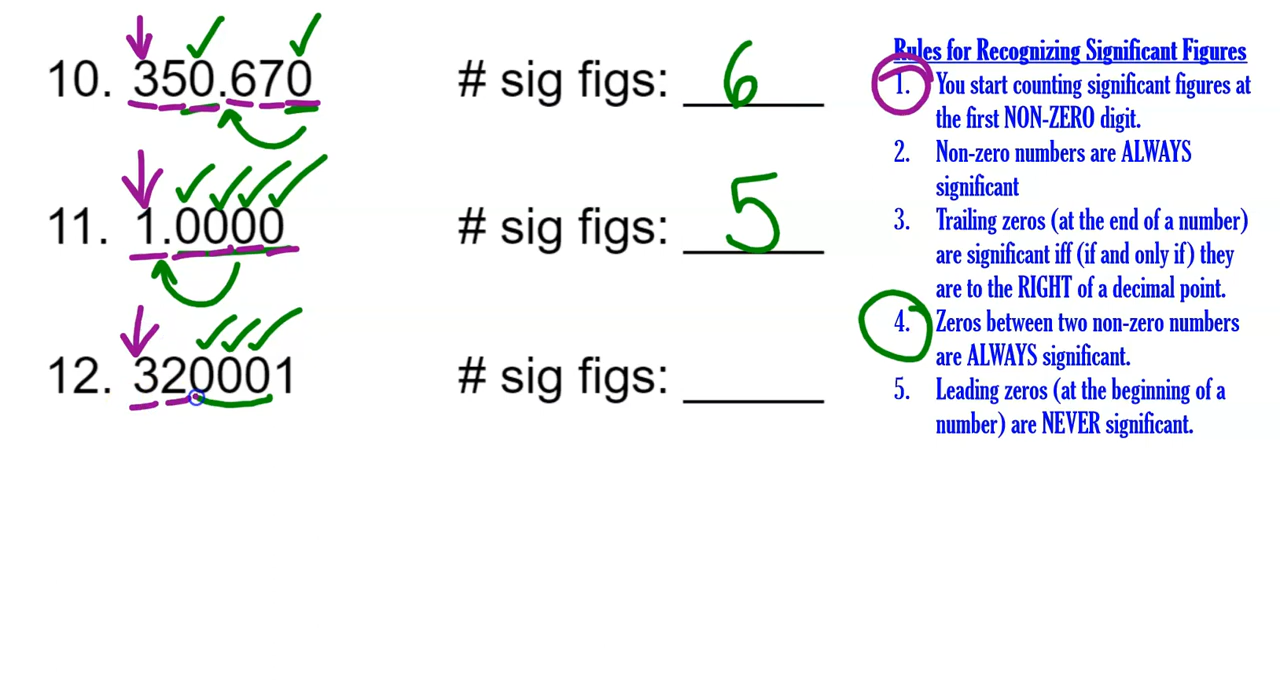 10. 350.670 # sig figs: 6
11. 1.0000 # sig figs: 5
12. 320001 # sig figs: ______
Rules for Recognizing Significant Figures
1. You start counting significant figures at
the first NON-ZERO digit.
2. Non-zero numbers are ALWAYS
significant
3. Trailing zeros (at the end of a number)
are significant iff (if and only if) they
are to the RIGHT of a decimal point.
4. Zeros between two non-zero numbers
are ALWAYS significant.
5. Leading zeros (at the beginning of a
number) are NEVER significant.